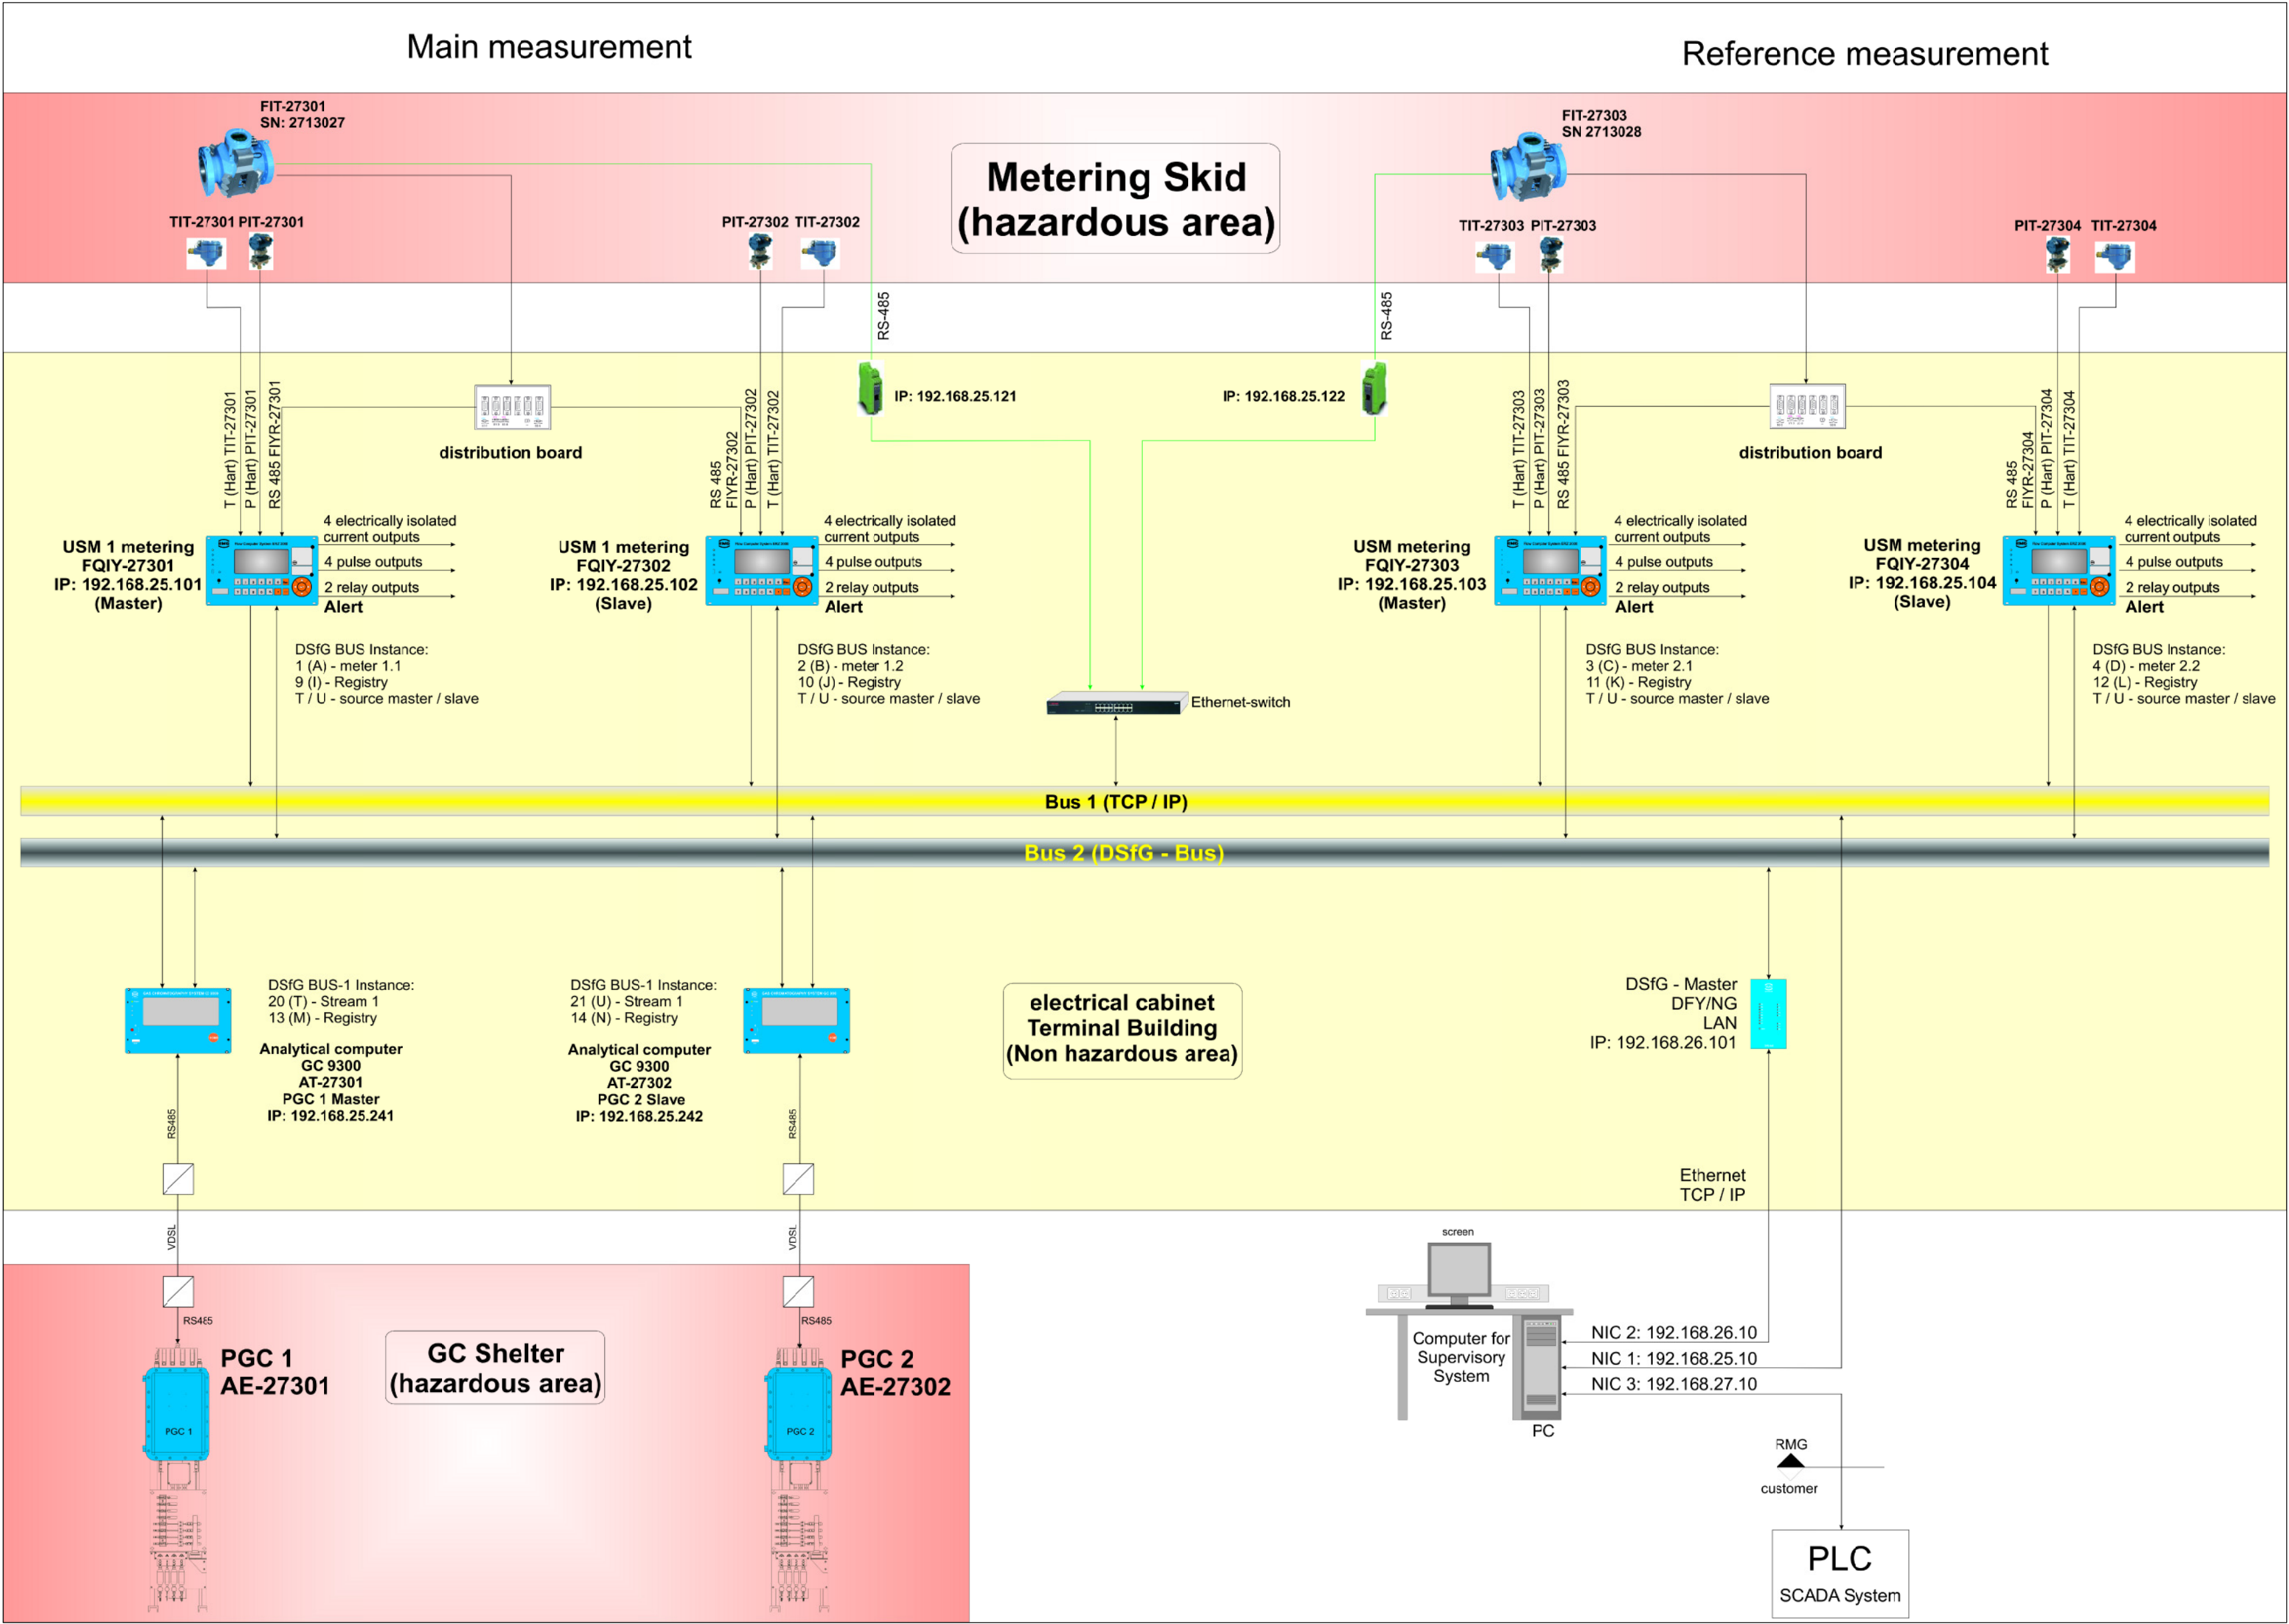 Main measurement
Reference measurement
FIT-27301
SN: 2713027
FIT-27303
SN 2713028
Metering Skid
(hazardous area)
TIT-27301 PIT-27301
PIT-27302 TIT-27302
TIT-27303 PIT-27303
PIT-27304 TIT-27304
RS-485
RS-485
IP: 192.168.25.121
IP: 192.168.25.122
T (Hart) TIT-27301
P (Hart) PIT-27301
RS 485 FIYR-27301
distribution board
RS 485
FIYR-27302
P (Hart) PIT-27302
T (Hart) TIT-27302
T (Hart) TIT-27303
P (Hart) PIT-27303
RS 485 FIYR-27303
distribution board
RS 485
FIYR-27304
P (Hart) PIT-27304
T (Hart) TIT-27304
USM 1 metering
FQIY-27301
IP: 192.168.25.101
(Master)
4 electrically isolated
current outputs
4 pulse outputs
2 relay outputs
Alert
USM 1 metering
FQIY-27302
IP: 192.168.25.102
(Slave)
4 electrically isolated
current outputs
4 pulse outputs
2 relay outputs
Alert
USM metering
FQIY-27303
IP: 192.168.25.103
(Master)
4 electrically isolated
current outputs
4 pulse outputs
2 relay outputs
Alert
USM metering
FQIY-27304
IP: 192.168.25.104
(Slave)
4 electrically isolated
current outputs
4 pulse outputs
2 relay outputs
Alert
DSfG BUS Instance:
1 (A) - meter 1.1
9 (I) - Registry
T / U - source master / slave
DSfG BUS Instance:
2 (B) - meter 1.2
10 (J) - Registry
T / U - source master / slave
Ethernet-switch
DSfG BUS Instance:
3 (C) - meter 2.1
11 (K) - Registry
T / U - source master / slave
DSfG BUS Instance:
4 (D) - meter 2.2
12 (L) - Registry
T / U - source master / slave
Bus 1 (TCP / IP)
Bus 2 (DSfG - Bus)
DSfG BUS-1 Instance:
20 (T) - Stream 1
13 (M) - Registry
Analytical computer
GC 9300
AT-27301
PGC 1 Master
IP: 192.168.25.241
DSfG BUS-1 Instance:
21 (U) - Stream 1
14 (N) - Registry
Analytical computer
GC 9300
AT-27302
PGC 2 Slave
IP: 192.168.25.242
electrical cabinet
Terminal Building
(Non hazardous area)
DSfG - Master
DFY/NG
LAN
IP: 192.168.26.101
RS485
RS485
Ethernet
TCP / IP
VDSL
VDSL
RS485
RS485
PGC 1
AE-27301
PGC 1
GC Shelter
(hazardous area)
PGC 2
AE-27302
PGC 2
screen
Computer for
Supervisory
System
PC
NIC 2: 192.168.26.10
NIC 1: 192.168.25.10
NIC 3: 192.168.27.10
RMG
customer
PLC
SCADA System